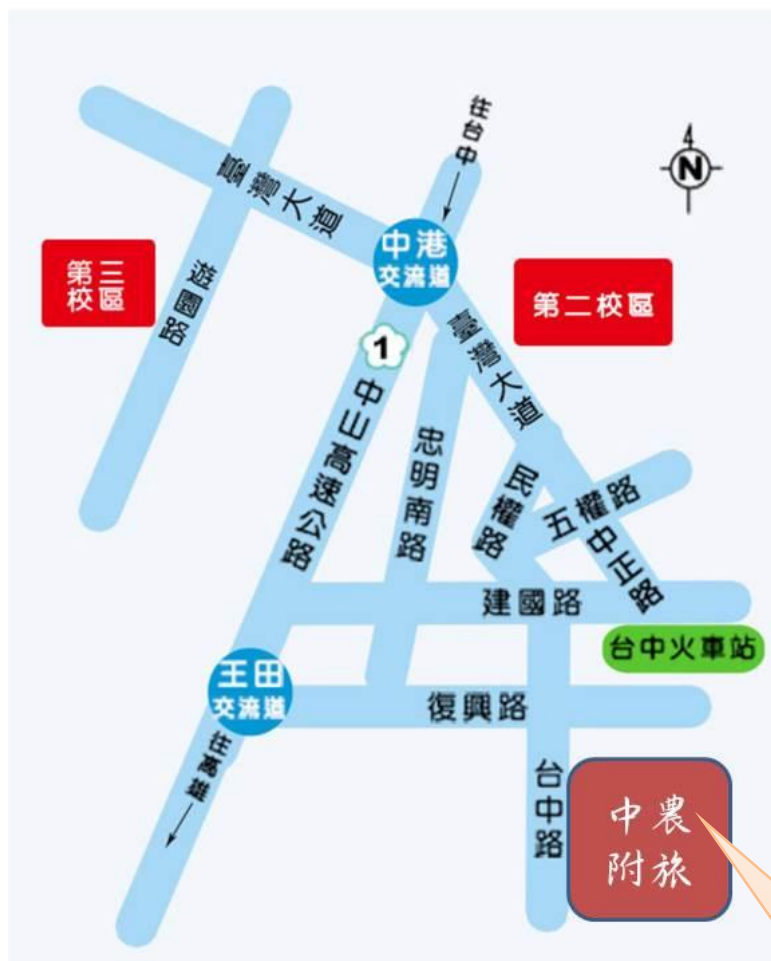 往台中
4
N
臺灣大道
中港
交流道
第三
校區
遊園路
第二校區
1
臺灣大道
中山高速公路
忠明南路
民權路
五權路
中正路
建國路
台中火車站
王田
交流道
復興路
往高雄
台中路
中農
附旅